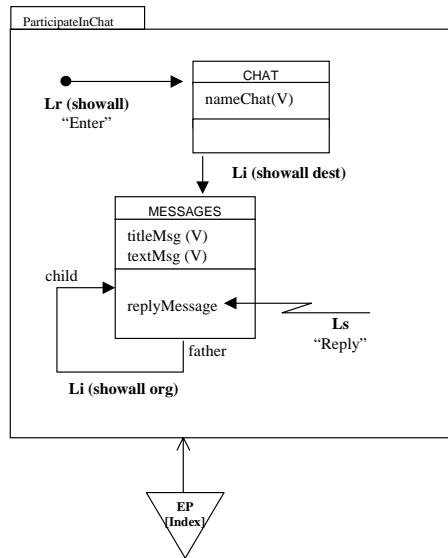 ParticipateInChat
CHAT
nameChat(V)
Lr (showall)
“Enter”
Li (showall dest)
MESSAGES
titleMsg (V)
textMsg (V)
child
replyMessage
Ls
“Reply”
father
Li (showall org)
EP
[Index]